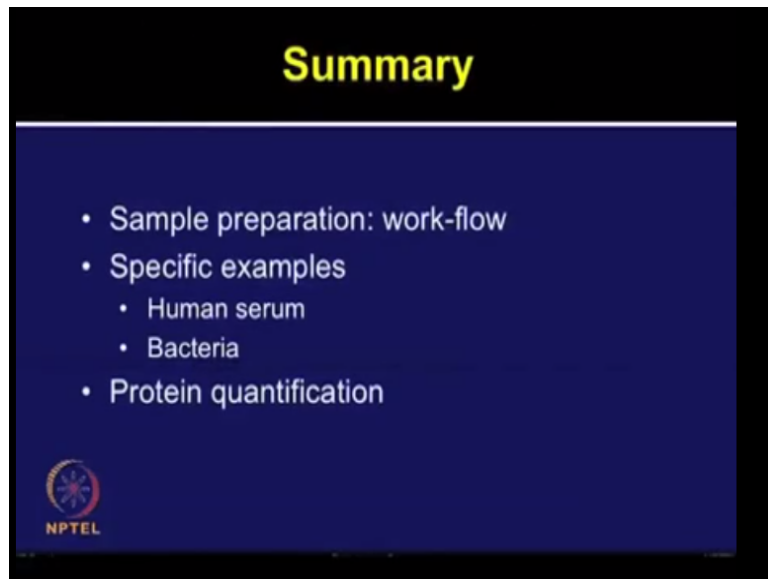 Summary
• Sample preparation: work-flow
• Specific examples
• Human serum
• Bacteria
• Protein quantification
NPTEL